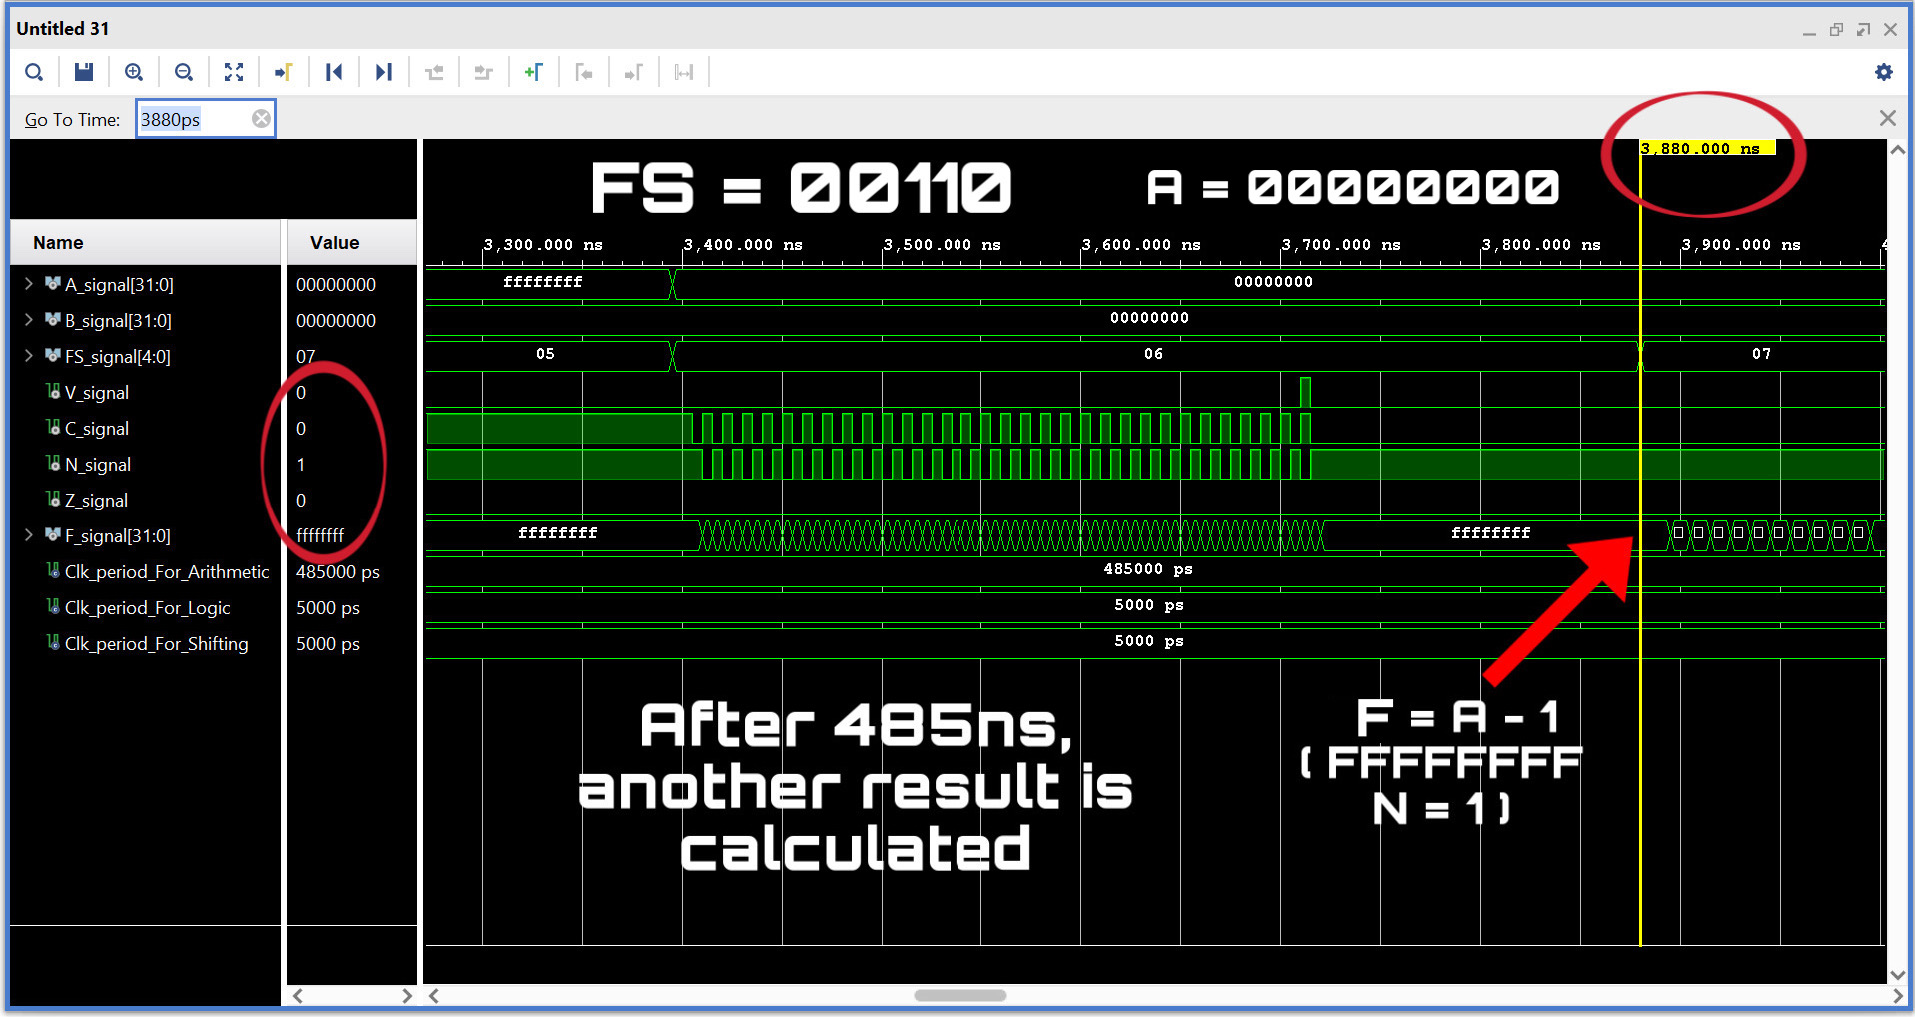 Untitled 31
Go To Time: 3880ps
3,880.000 ns
FS = 00110 A = 00000000
Name Value
3,300.000 ns 3,400.000 ns 3,500.000 ns 3,600.000 ns 3,700.000 ns 3,800.000 ns 3,900.000 ns 4
A_signal[31:0] 00000000 ffffffff 00000000
B_signal[31:0] 00000000 00000000
FS_signal[4:0] 07 05 06 07
V_signal 0
C_signal 0
N_signal 1
Z_signal 0
F_signal[31:0] ffffffff ffffffff ffffffff
Clk_period_For_Arithmetic 485000 ps 485000 ps
Clk_period_For_Logic 5000 ps 5000 ps
Clk_period_For_Shifting 5000 ps 5000 ps
After 485ns,
another result is
calculated
F = A - 1
( FFFFFFFF
N = 1 )